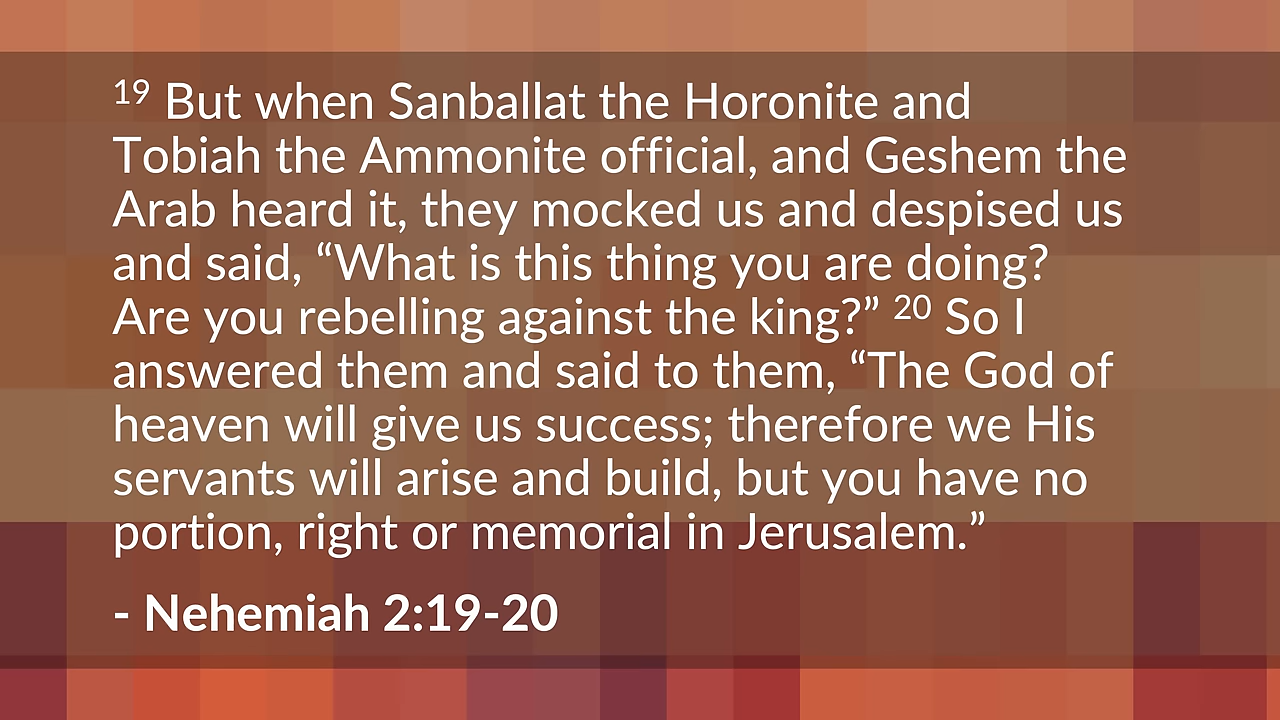 19 But when Sanballat the Horonite and
Tobiah the Ammonite official, and Geshem the
Arab heard it, they mocked us and despised us
and said, “What is this thing you are doing?
Are you rebelling against the king?” 20 So I
answered them and said to them, “The God of
heaven will give us success; therefore we His
servants will arise and build, but you have no
portion, right or memorial in Jerusalem.”
- Nehemiah 2:19-20